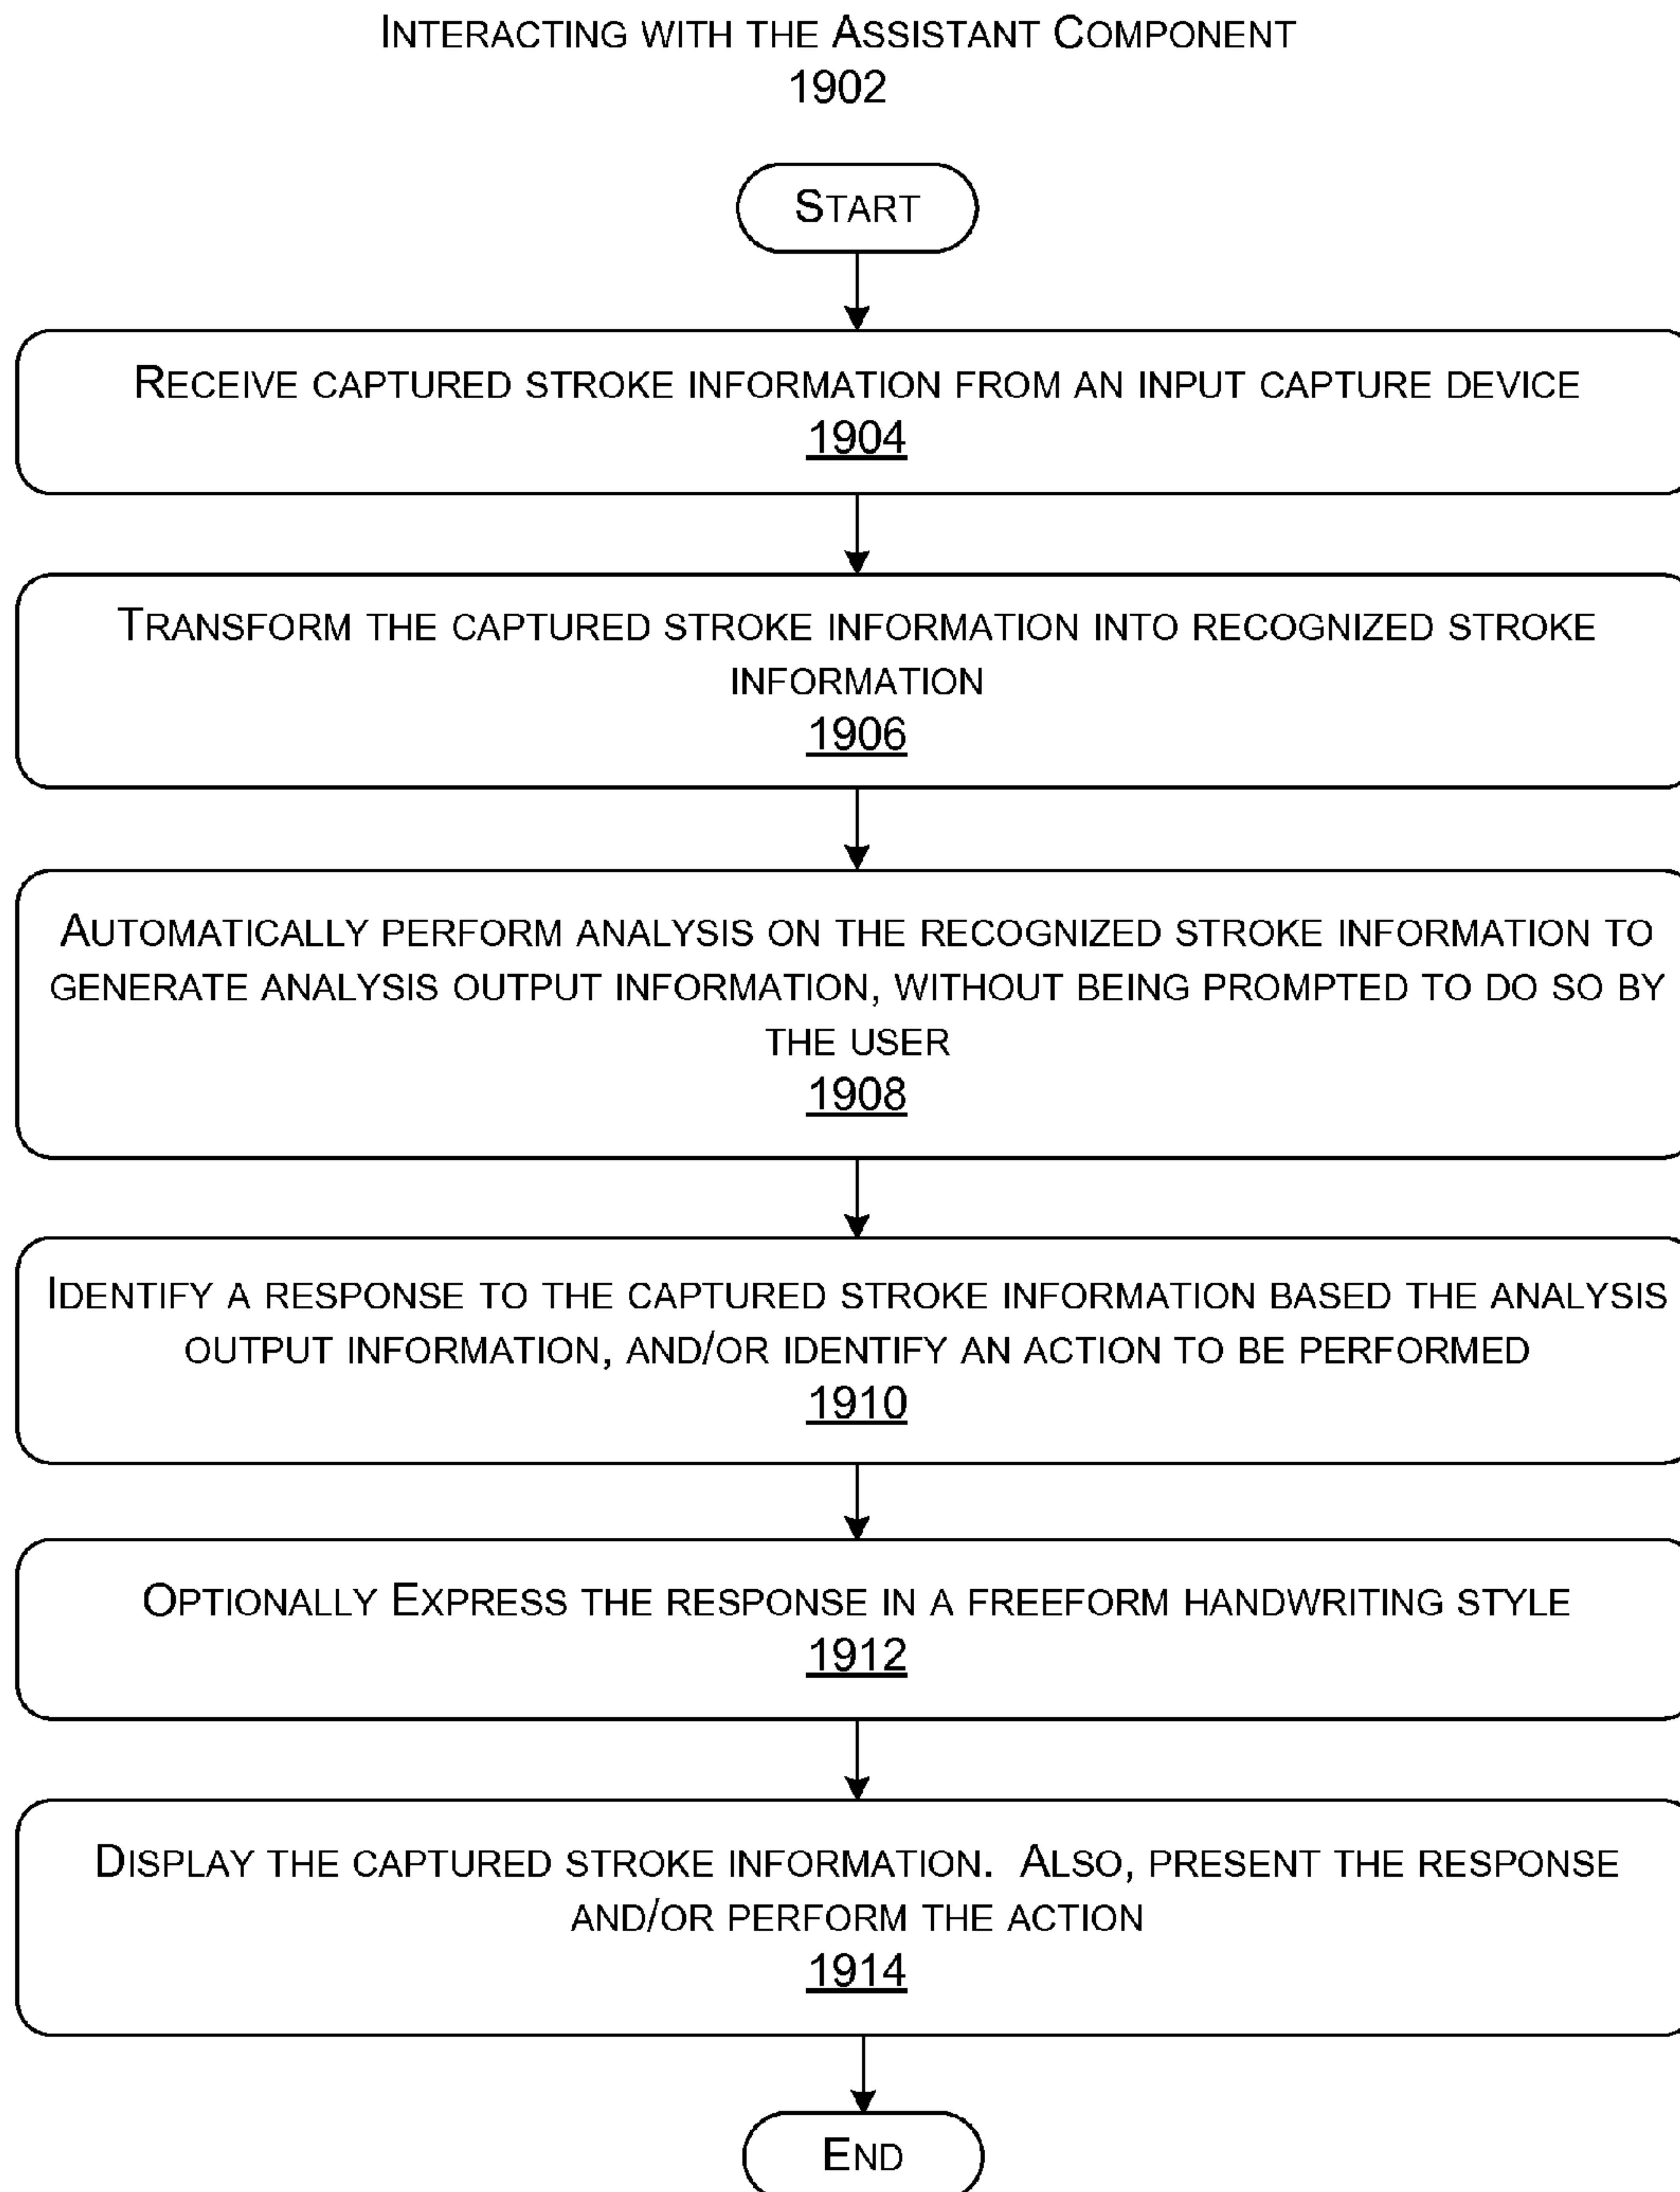 INTERACTING WITH THE ASSISTANT COMPONENT
1902
START
RECEIVE CAPTURED STROKE INFORMATION FROM AN INPUT CAPTURE DEVICE
1904
TRANSFORM THE CAPTURED STROKE INFORMATION INTO RECOGNIZED STROKE
INFORMATION
1906
AUTOMATICALLY PERFORM ANALYSIS ON THE RECOGNIZED STROKE INFORMATION TO
GENERATE ANALYSIS OUTPUT INFORMATION, WITHOUT BEING PROMPTED TO DO SO BY
THE USER
1908
IDENTIFY A RESPONSE TO THE CAPTURED STROKE INFORMATION BASED THE ANALYSIS
OUTPUT INFORMATION, AND/OR IDENTIFY AN ACTION TO BE PERFORMED
1910
OPTIONALLY EXPRESS THE RESPONSE IN A FREEFORM HANDWRITING STYLE
1912
DISPLAY THE CAPTURED STROKE INFORMATION. ALSO, PRESENT THE RESPONSE
AND/OR PERFORM THE ACTION
1914
END